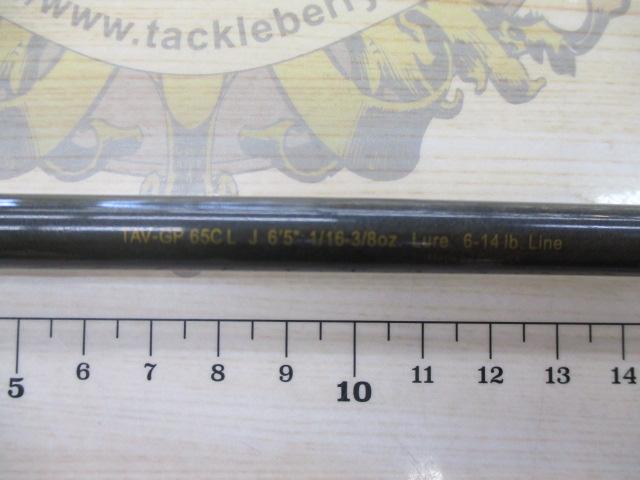 www.tackleberry
TAV-GP 65CL J 6'5" 1/16-3/8oz Lure 6-14 lb. Line
5 6 7 8 9 10 11 12 13 14